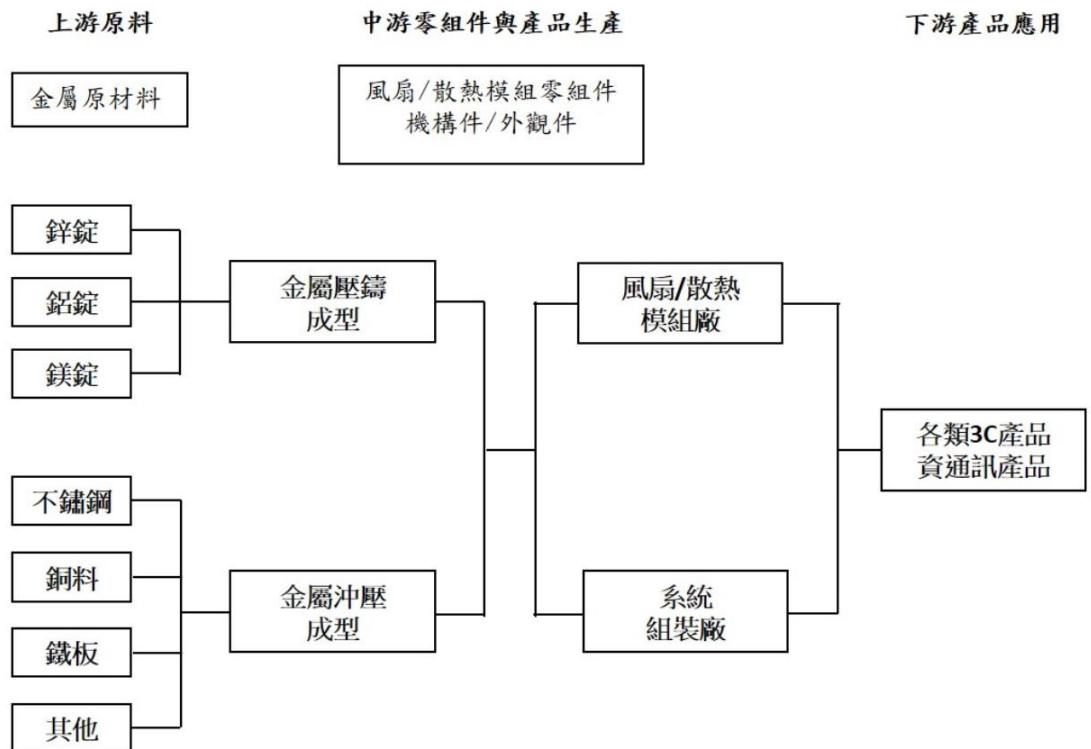 上游原料
中游零組件與產品生產
下游產品應用
金屬原材料
風扇/散熱模組零組件
機構件/外觀件
鋅錠
鋁錠
鎂錠
金屬壓鑄
成型
風扇/散熱
模組廠
各類3C產品
資通訊產品
不鏽鋼
銅料
鐵板
其他
金屬沖壓
成型
系統
組裝廠